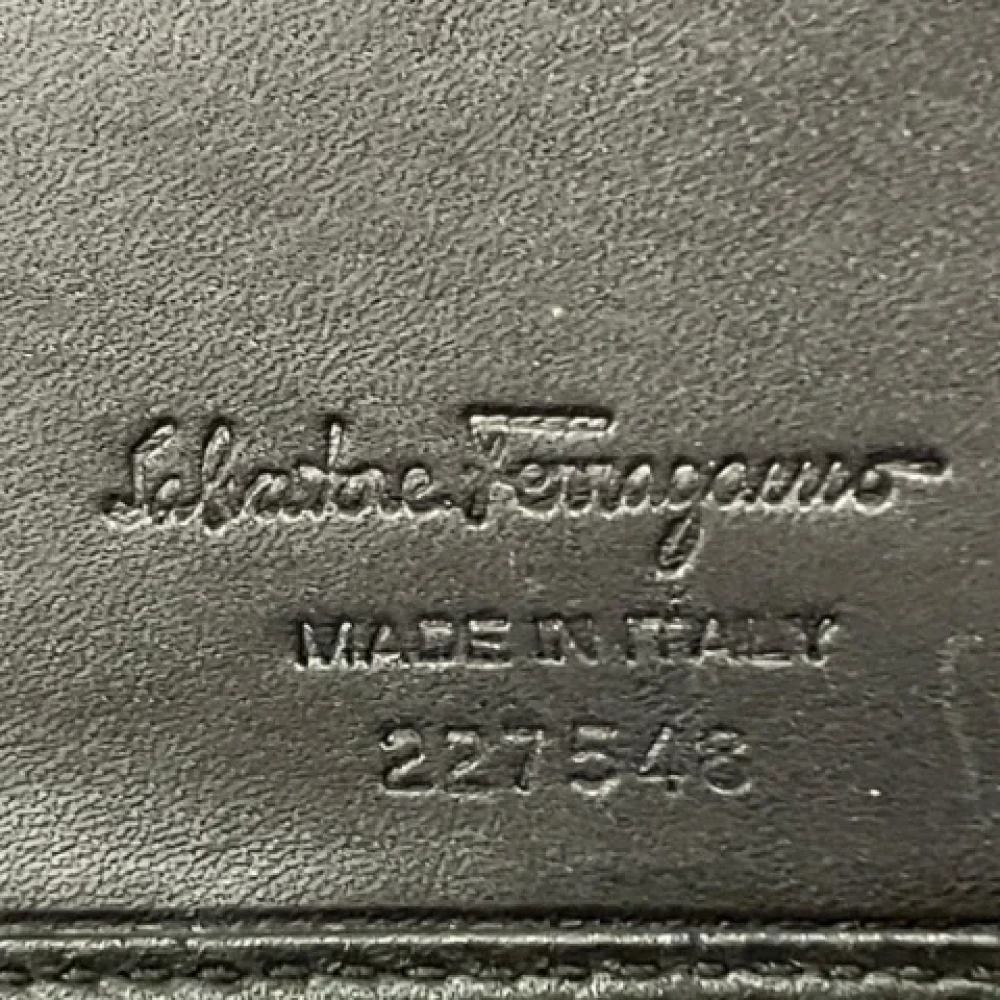 Salvatore Ferragamo
MADE IN ITALY
227548